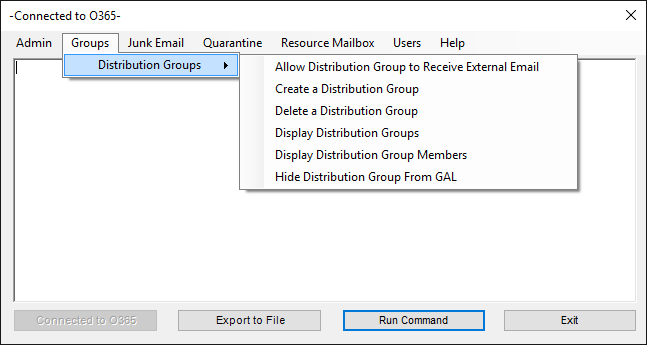 -Connected to O365-
Admin Groups Junk Email Quarantine Resource Mailbox Users Help
Distribution Groups
Allow Distribution Group to Receive External Email
Create a Distribution Group
Delete a Distribution Group
Display Distribution Groups
Display Distribution Group Members
Hide Distribution Group From GAL
Connected to O365 Export to File Run Command Exit